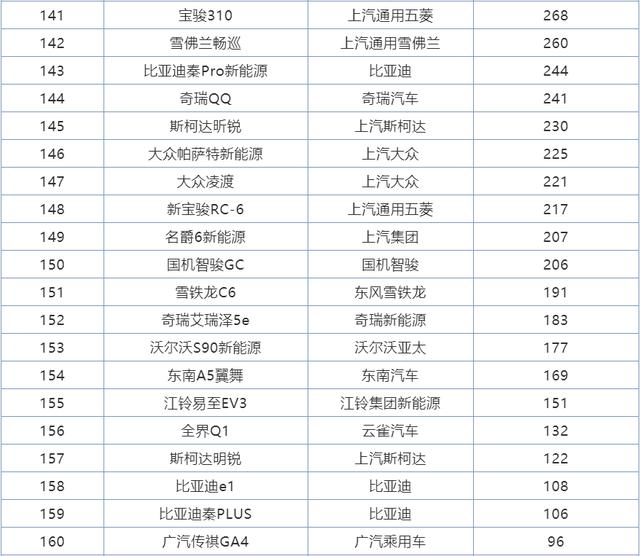 141 宝骏310 上汽通用五菱 268
142 雪佛兰畅巡 上汽通用雪佛兰 260
143 比亚迪秦Pro新能源 比亚迪 244
144 奇瑞QQ 奇瑞汽车 241
145 斯柯达昕锐 上汽斯柯达 230
146 大众帕萨特新能源 上汽大众 225
147 大众凌渡 上汽大众 221
148 新宝骏RC-6 上汽通用五菱 217
149 名爵6新能源 上汽集团 207
150 国机智骏GC 国机智骏 206
151 雪铁龙C6 东风雪铁龙 191
152 奇瑞艾瑞泽5e 奇瑞新能源 183
153 沃尔沃S90新能源 沃尔沃亚太 177
154 东南A5翼舞 东南汽车 169
155 江铃易至EV3 江铃集团新能源 151
156 全界Q1 云雀汽车 132
157 斯柯达明锐 上汽斯柯达 122
158 比亚迪e1 比亚迪 108
159 比亚迪秦PLUS 比亚迪 106
160 广汽传祺GA4 广汽乘用车 96